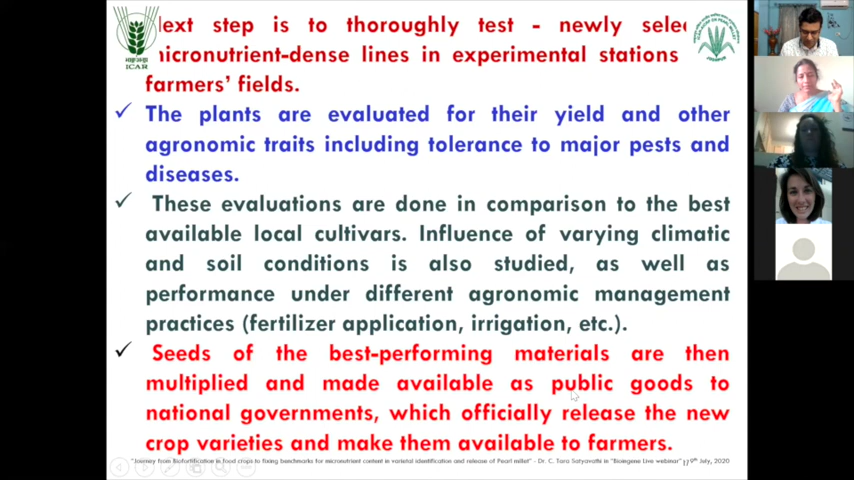 ext step is to thoroughly test - newly selec
micronutrient-dense lines in experimental stations
farmers' fields.
✓ The plants are evaluated for their yield and other
agronomic traits including tolerance to major pests and
diseases.
✓ These evaluations are done in comparison to the best
available local cultivars. Influence of varying climatic
and soil conditions is also studied, as well as
performance under different agronomic management
practices (fertilizer application, irrigation, etc.).
✓ Seeds of the best-performing materials are then
multiplied and made available as public goods to
national governments, which officially release the new
crop varieties and make them available to farmers.
"Journey from Biofortification in food crops to fixing benchmarks for micronutrient content in varietal identification and release of Pearl millet" - Dr. C. Tara Satyavathi in "Bioingene Live webinar" 9th July, 2020
भाकृअनुप
ICAR